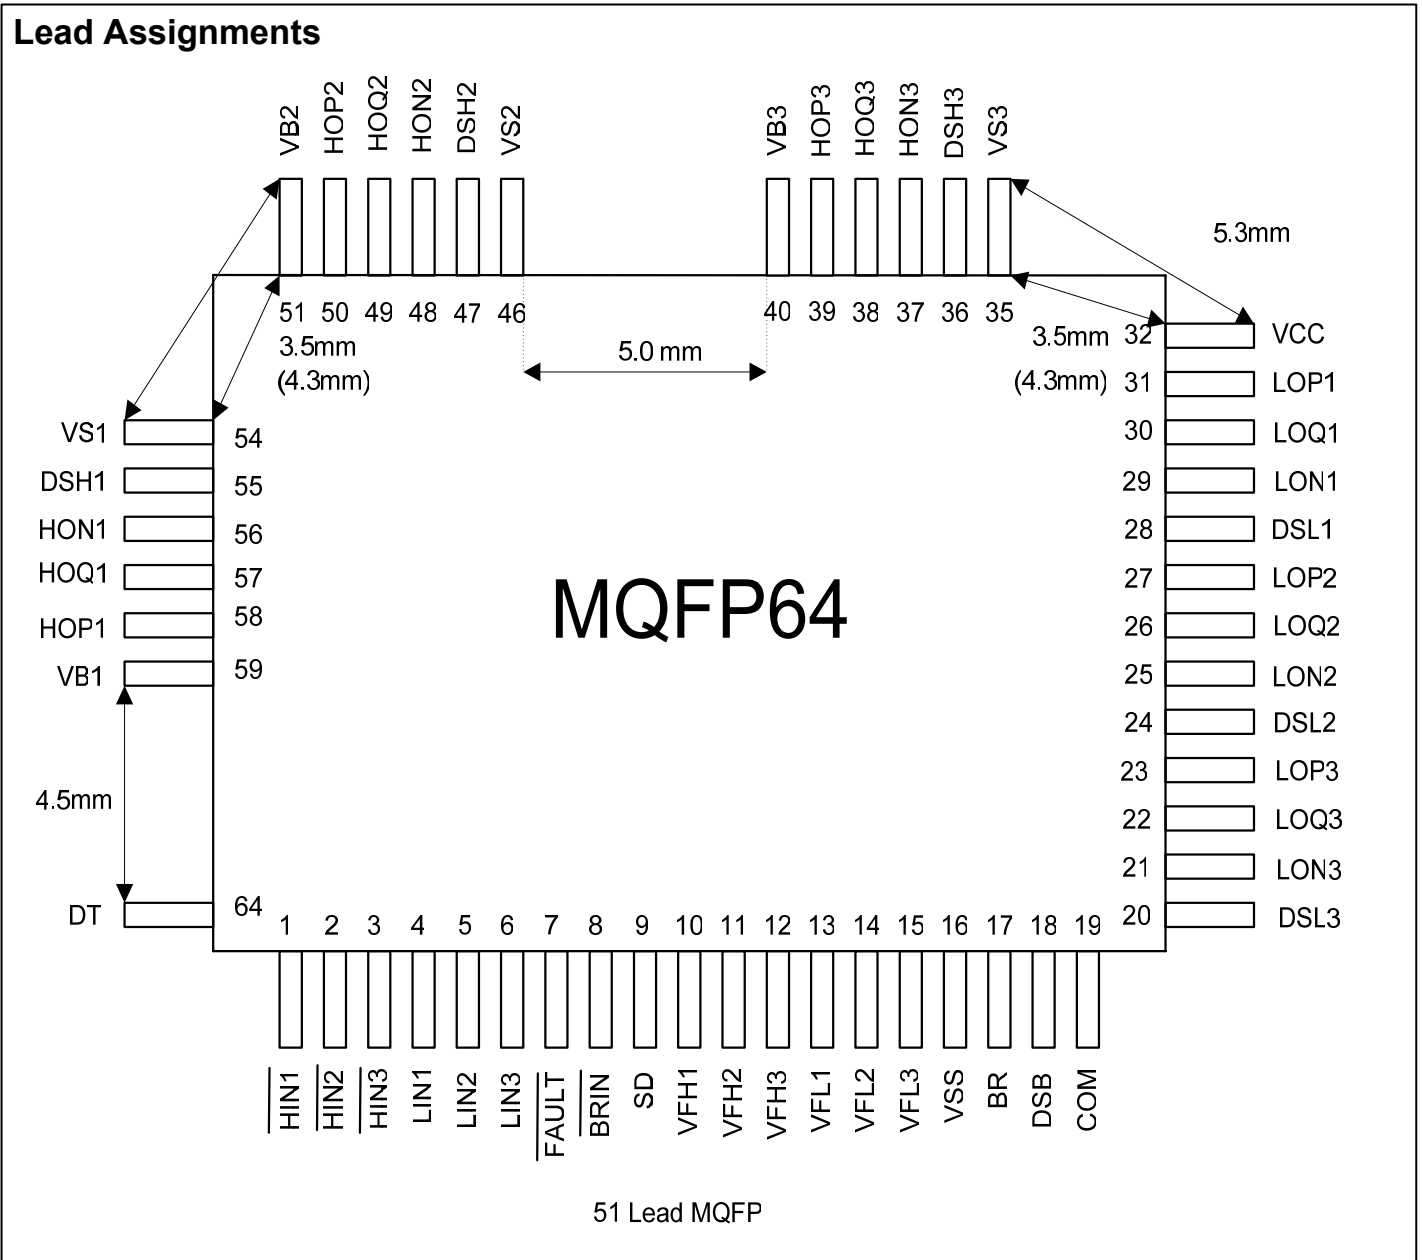 Lead Assignments
VB2 HOP2 HOQ2 HON2 DSH2 VS2 VB3 HOP3 HOQ3 HON3 DSH3 VS3
5.3mm
51 50 49 48 47 46 40 39 38 37 36 35
3.5mm
(4.3mm)
5.0 mm
3.5mm
(4.3mm)
32 VCC
31 LOP1
30 LOQ1
29 LON1
28 DSL1
27 LOP2
26 LOQ2
25 LON2
24 DSL2
23 LOP3
22 LOQ3
21 LON3
20 DSL3
VS1 54
DSH1 55
HON1 56
HOQ1 57
HOP1 58
VB1 59
4.5mm
DT 64
MQFP64
1 2 3 4 5 6 7 8 9 10 11 12 13 14 15 16 17 18 19
HIN1 HIN2 HIN3 LIN1 LIN2 LIN3 FAULT BRIN SD VFH1 VFH2 VFH3 VFL1 VFL2 VFL3 VSS BR DSB COM
51 Lead MQFP